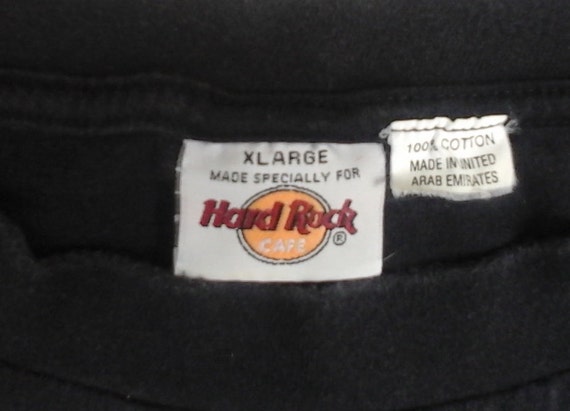 XLARGE
MADE SPECIALLY FOR
Hard Rock
CAFE ®
100% COTTON
MADE IN UNITED
ARAB EMIRATES